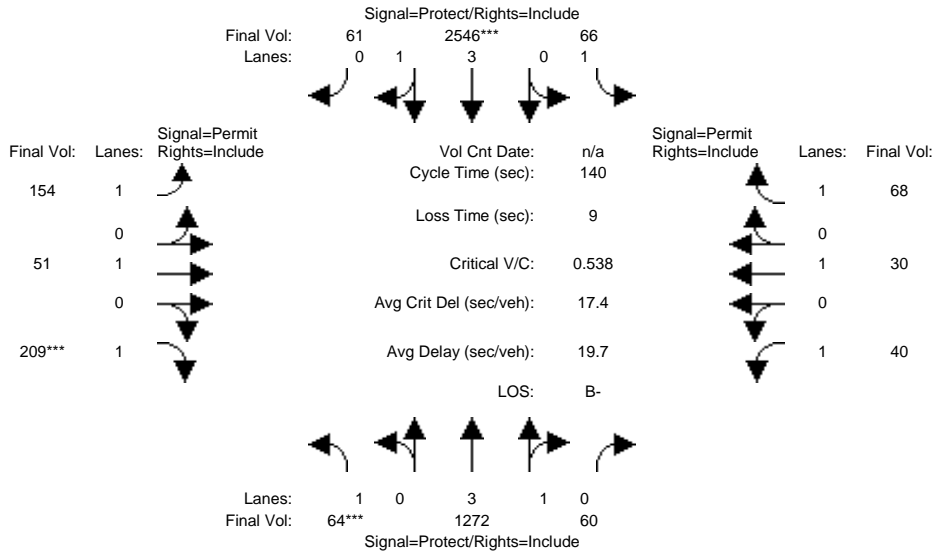 Signal=Protect/Rights=Include
Final Vol: 61 2546*** 66
Lanes: 0 1 3 0 1
Signal=Permit Signal=Permit
Final Vol: Lanes: Rights=Include Vol Cnt Date: n/a Rights=Include Lanes: Final Vol:
Cycle Time (sec): 140
154 1 1 68
Loss Time (sec): 9
0 0
51 1 Critical V/C: 0.538 1 30
0 Avg Crit Del (sec/veh): 17.4 0
209*** 1 Avg Delay (sec/veh): 19.7 1 40
LOS: B-
Lanes: 1 0 3 1 0
Final Vol: 64*** 1272 60
Signal=Protect/Rights=Include